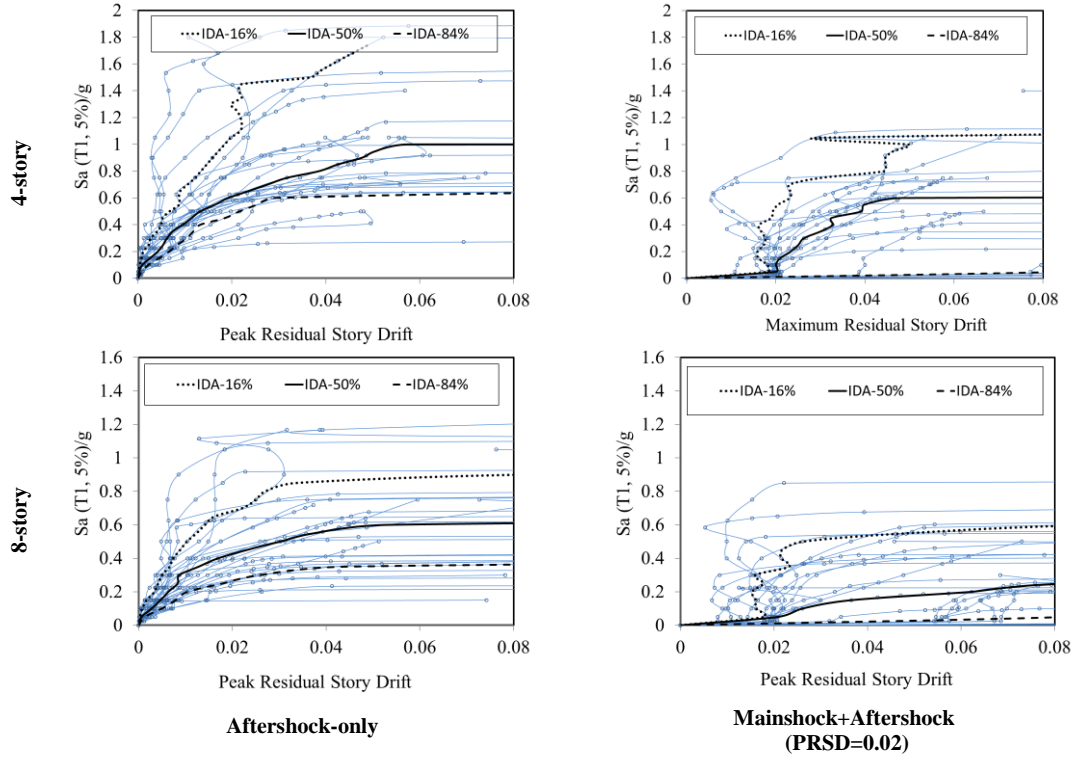 4-story
Sa (T1, 5%)/g
2
1.8
1.6
1.4
1.2
1
0.8
0.6
0.4
0.2
0
IDA-16% IDA-50% IDA-84%
0 0.02 0.04 0.06 0.08
Peak Residual Story Drift
Sa (T1, 5%)/g
2
1.8
1.6
1.4
1.2
1
0.8
0.6
0.4
0.2
0
IDA-16% IDA-50% IDA-84%
0 0.02 0.04 0.06 0.08
Maximum Residual Story Drift
8-story
Sa (T1, 5%)/g
1.6
1.4
1.2
1
0.8
0.6
0.4
0.2
0
IDA-16% IDA-50% IDA-84%
0 0.02 0.04 0.06 0.08
Peak Residual Story Drift
Sa (T1, 5%)/g
1.6
1.4
1.2
1
0.8
0.6
0.4
0.2
0
IDA-16% IDA-50% IDA-84%
0 0.02 0.04 0.06 0.08
Peak Residual Story Drift
Aftershock-only
Mainshock+Aftershock
(PRSD=0.02)